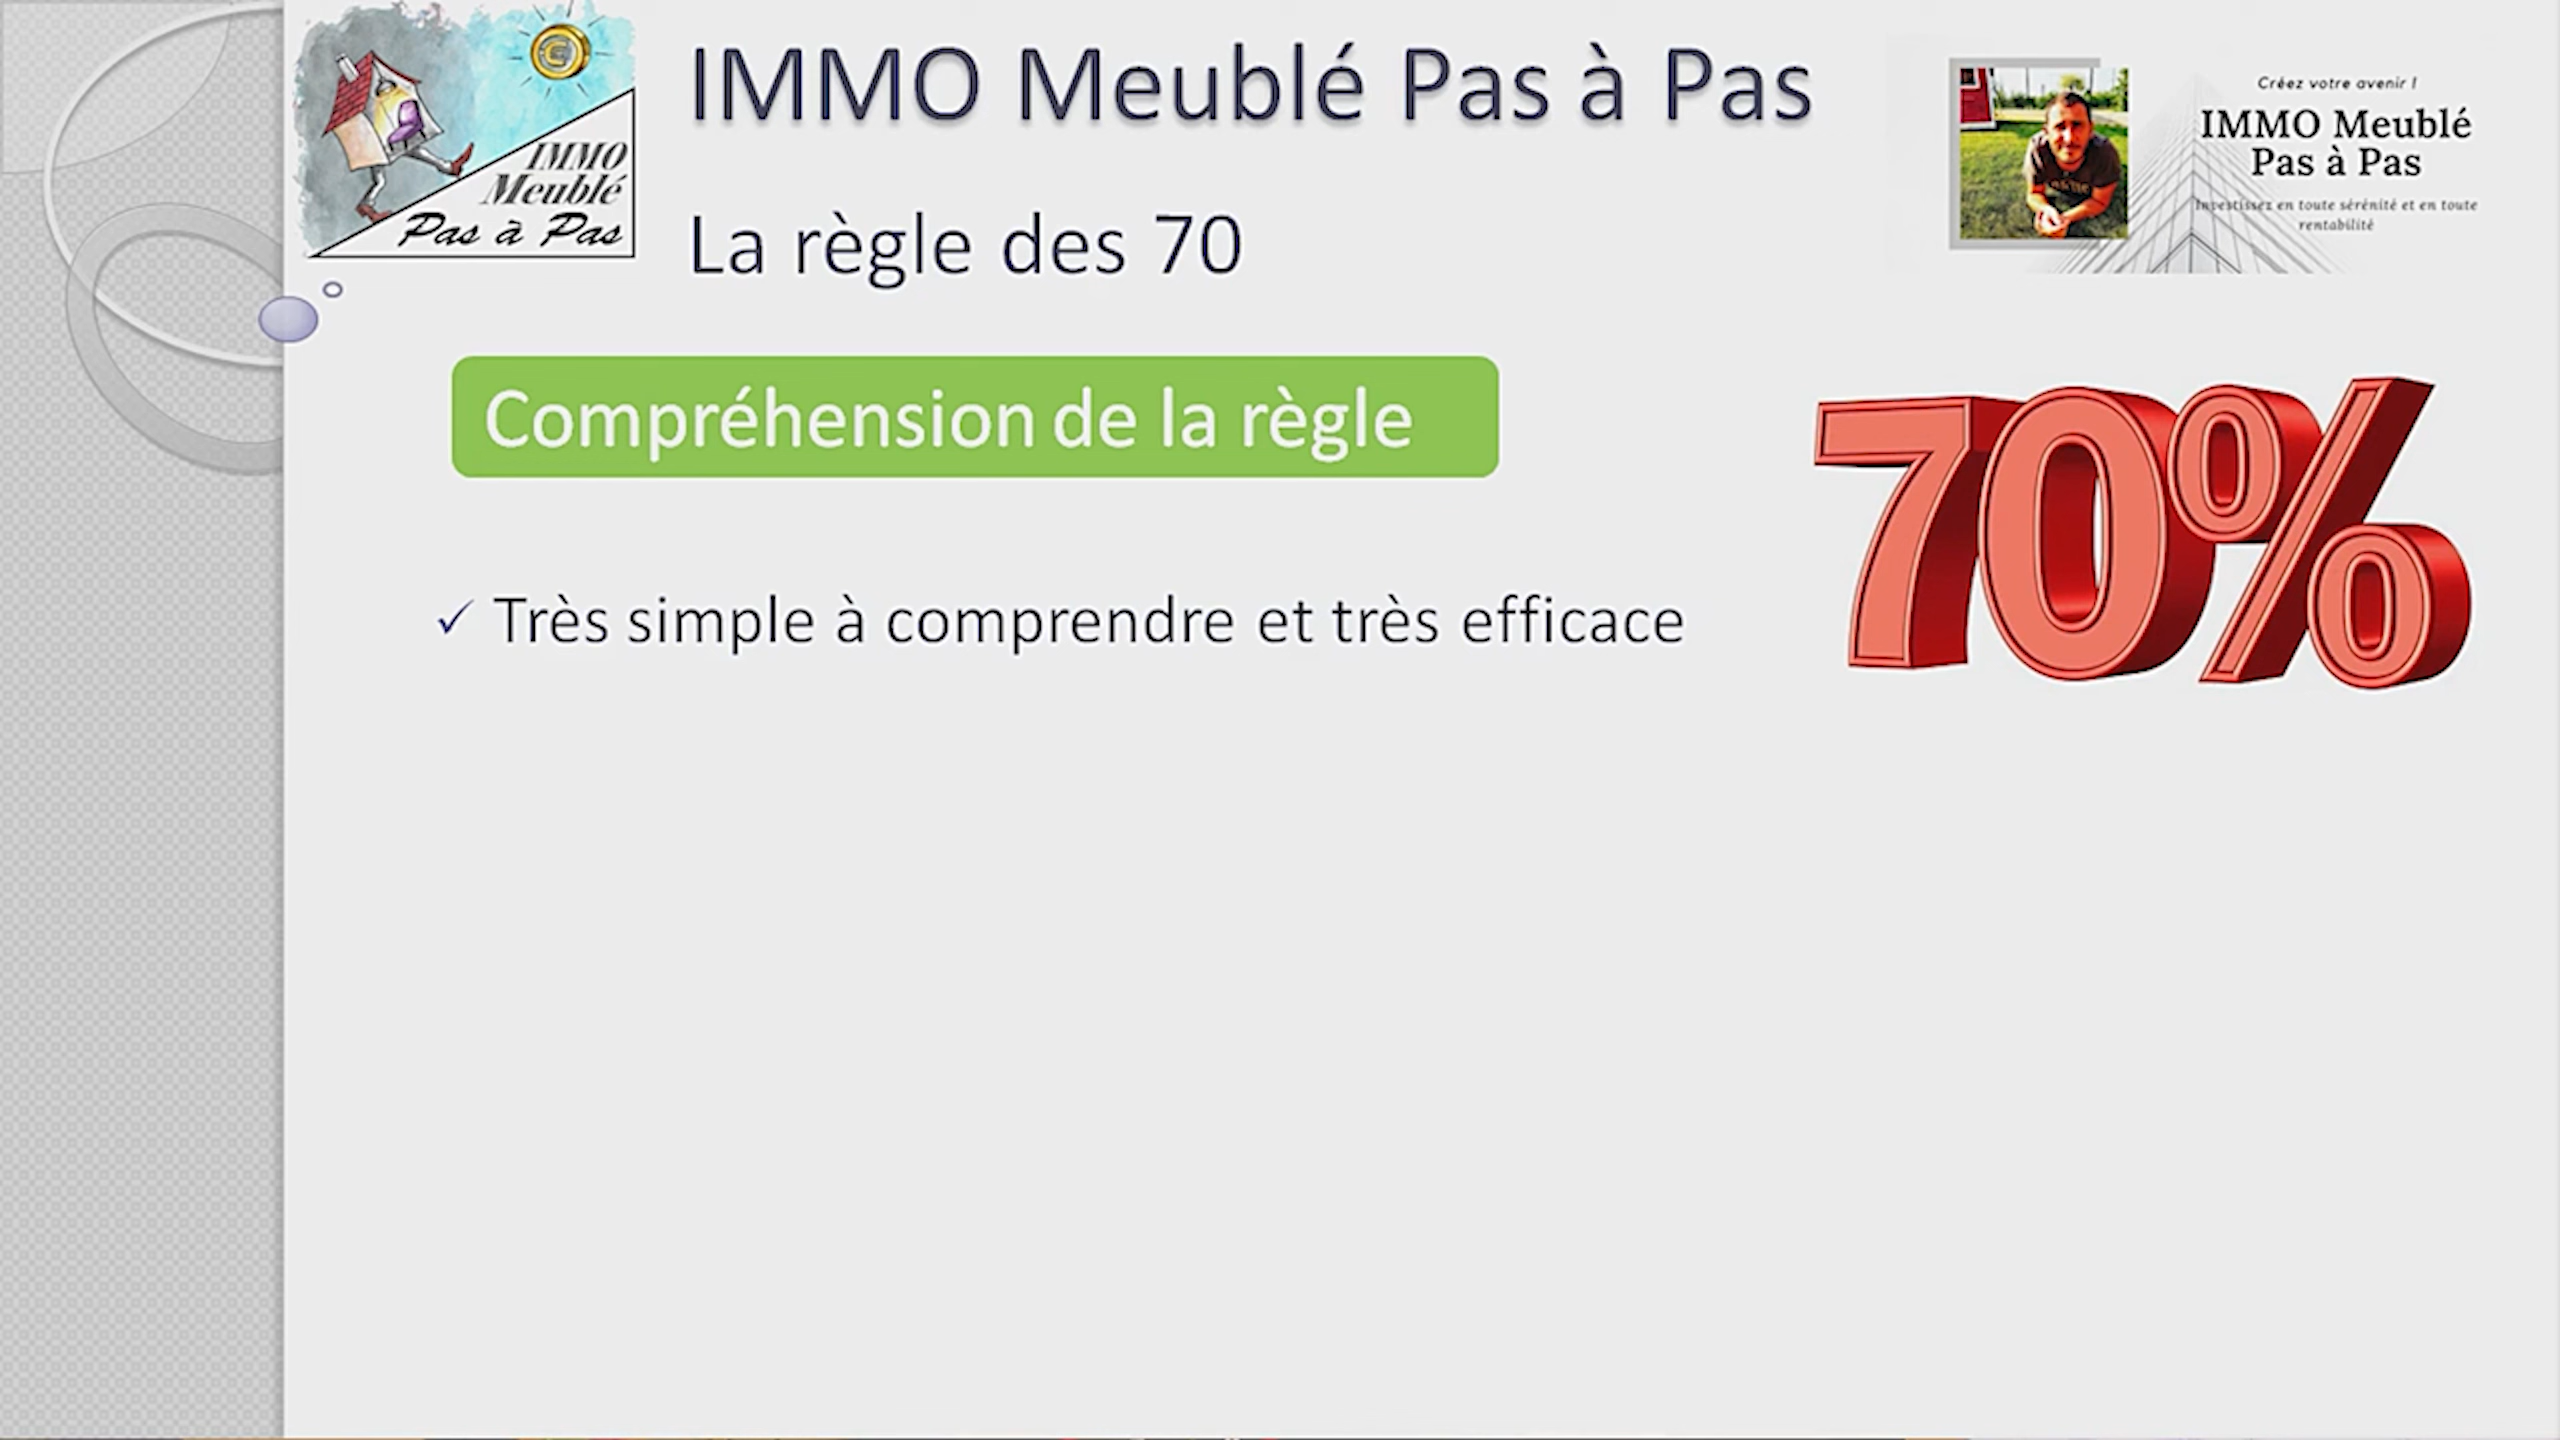 IMMO
Meublé
Pas à Pas
IMMO Meublé Pas à Pas
La règle des 70
Créez votre avenir !
IMMO Meublé
Pas à Pas
Investissez en toute sérénité et en toute
rentabilité
Compréhension de la règle
70%
✓ Très simple à comprendre et très efficace